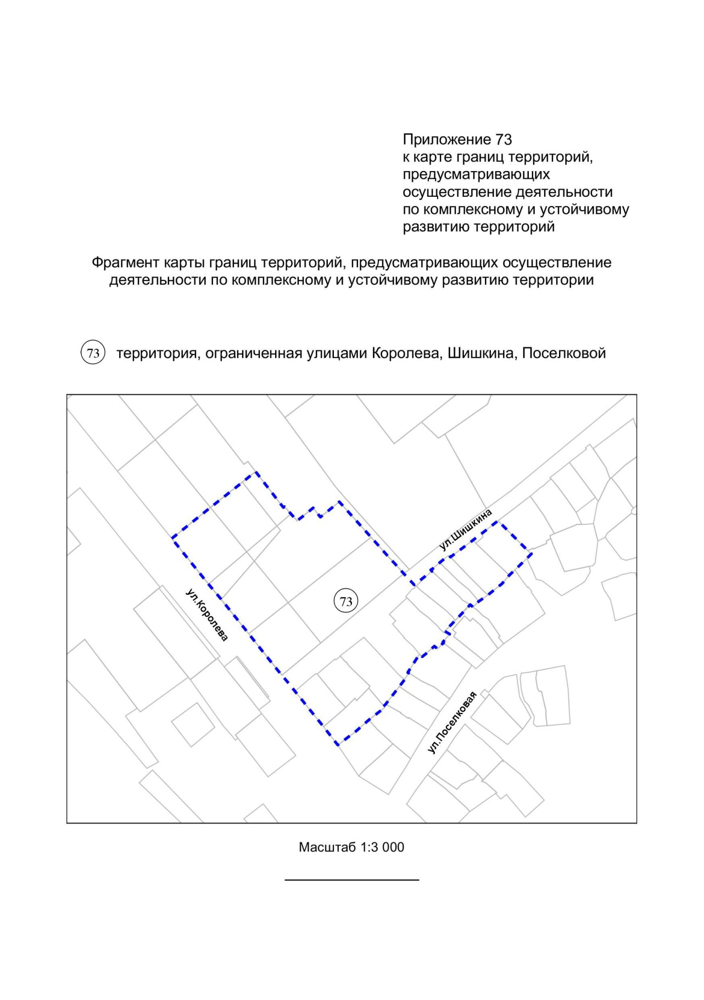 Приложение 73
к карте границ территорий,
предусматривающих
осуществление деятельности
по комплексному и устойчивому
развитию территорий
Фрагмент карты границ территорий, предусматривающих осуществление
деятельности по комплексному и устойчивому развитию территории
73 территория, ограниченная улицами Королева, Шишкина, Поселковой
ул.Шишкина
73
ул.Королева
ул.Поселковая
Масштаб 1:3 000